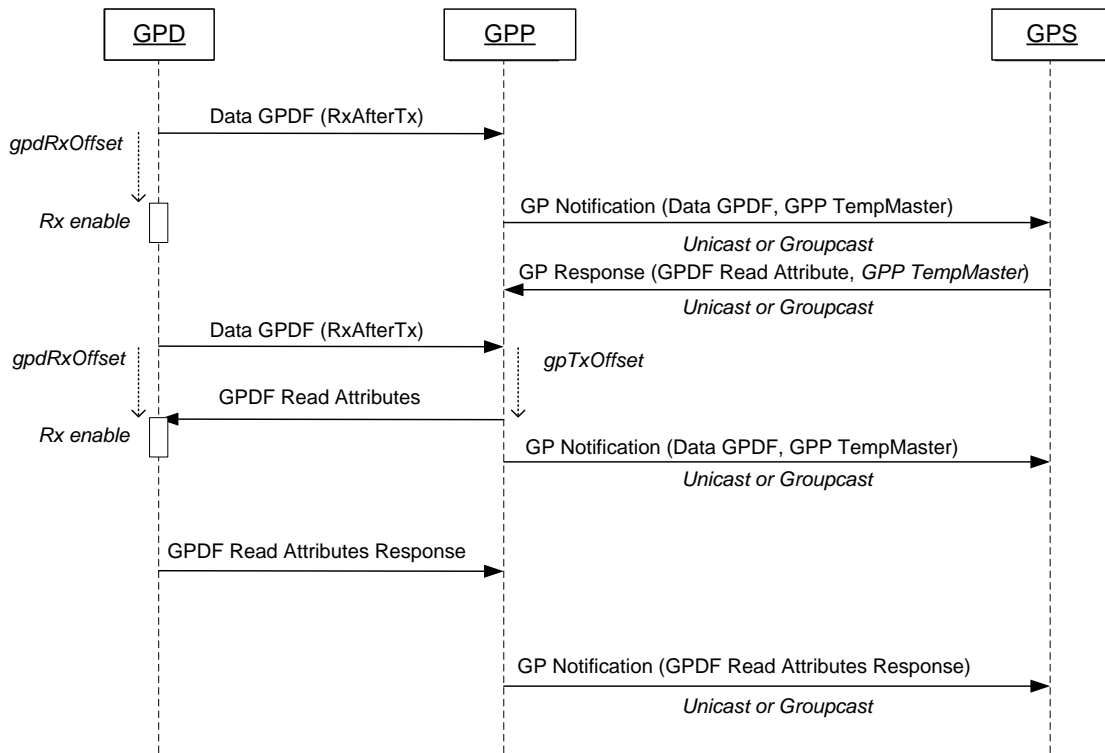 GPD
GPP
GPS
Data GPDF (RxAfterTx)
gpdRxOffset
Rx enable
GP Notification (Data GPDF, GPP TempMaster)
Unicast or Groupcast
GP Response (GPDF Read Attribute, GPP TempMaster)
Unicast or Groupcast
Data GPDF (RxAfterTx)
gpdRxOffset
gpTxOffset
GPDF Read Attributes
Rx enable
GP Notification (Data GPDF, GPP TempMaster)
Unicast or Groupcast
GPDF Read Attributes Response
GP Notification (GPDF Read Attributes Response)
Unicast or Groupcast